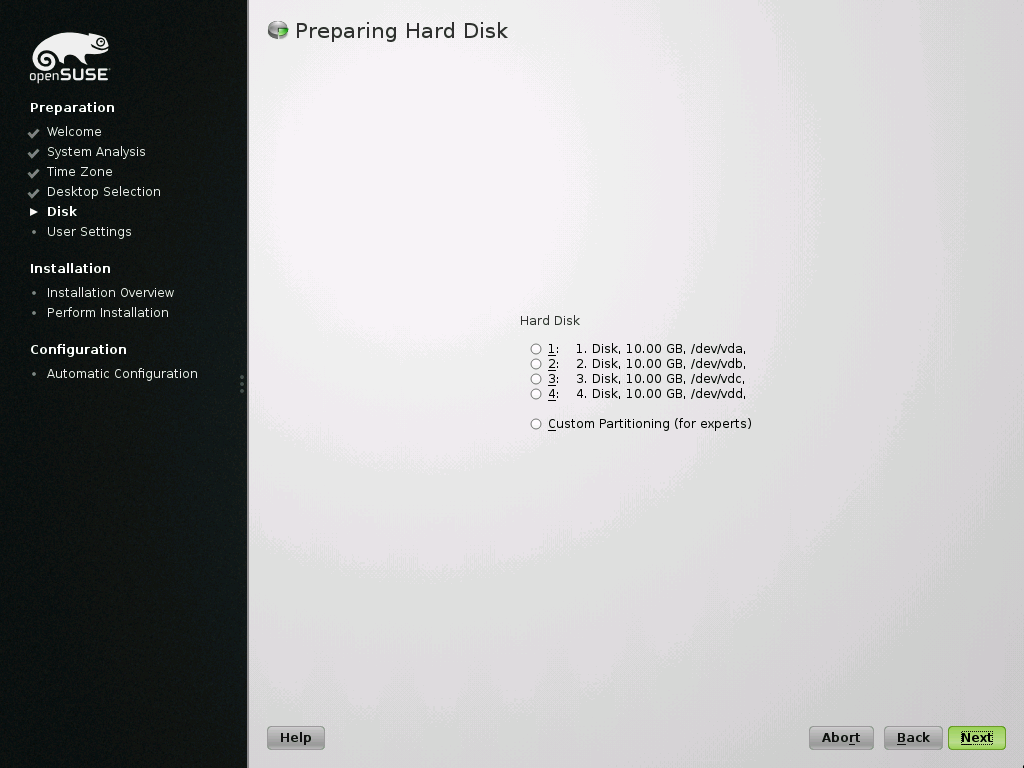 Preparing Hard Disk
openSUSE
Preparation
Welcome
System Analysis
Time Zone
Desktop Selection
Disk
User Settings
Installation
Installation Overview
Perform Installation
Configuration
Automatic Configuration
Hard Disk
1: 1. Disk, 10.00 GB, /dev/vda,
2: 2. Disk, 10.00 GB, /dev/vdb,
3: 3. Disk, 10.00 GB, /dev/vdc,
4: 4. Disk, 10.00 GB, /dev/vdd,
Custom Partitioning (for experts)
Help Abort Back Next